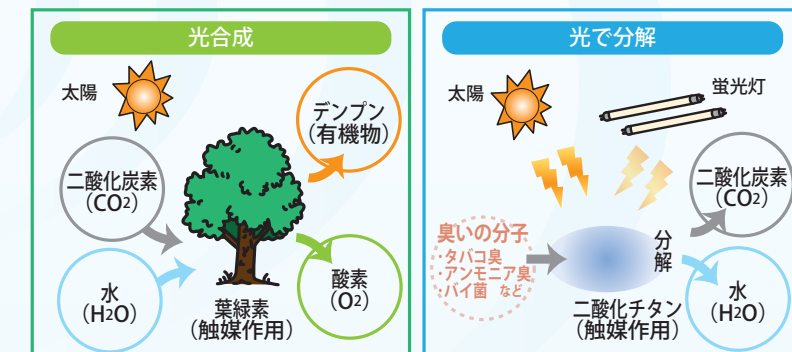 光合成
太陽
デンプン
（有機物）
二酸化炭素
（CO2）
水
（H2O）
酸素
（O2）
葉緑素
（触媒作用）
光で分解
太陽
蛍光灯
臭いの分子
・タバコ臭
・アンモニア臭
・バイ菌 など
分解
二酸化炭素
（CO2）
水
（H2O）
二酸化チタン
（触媒作用）